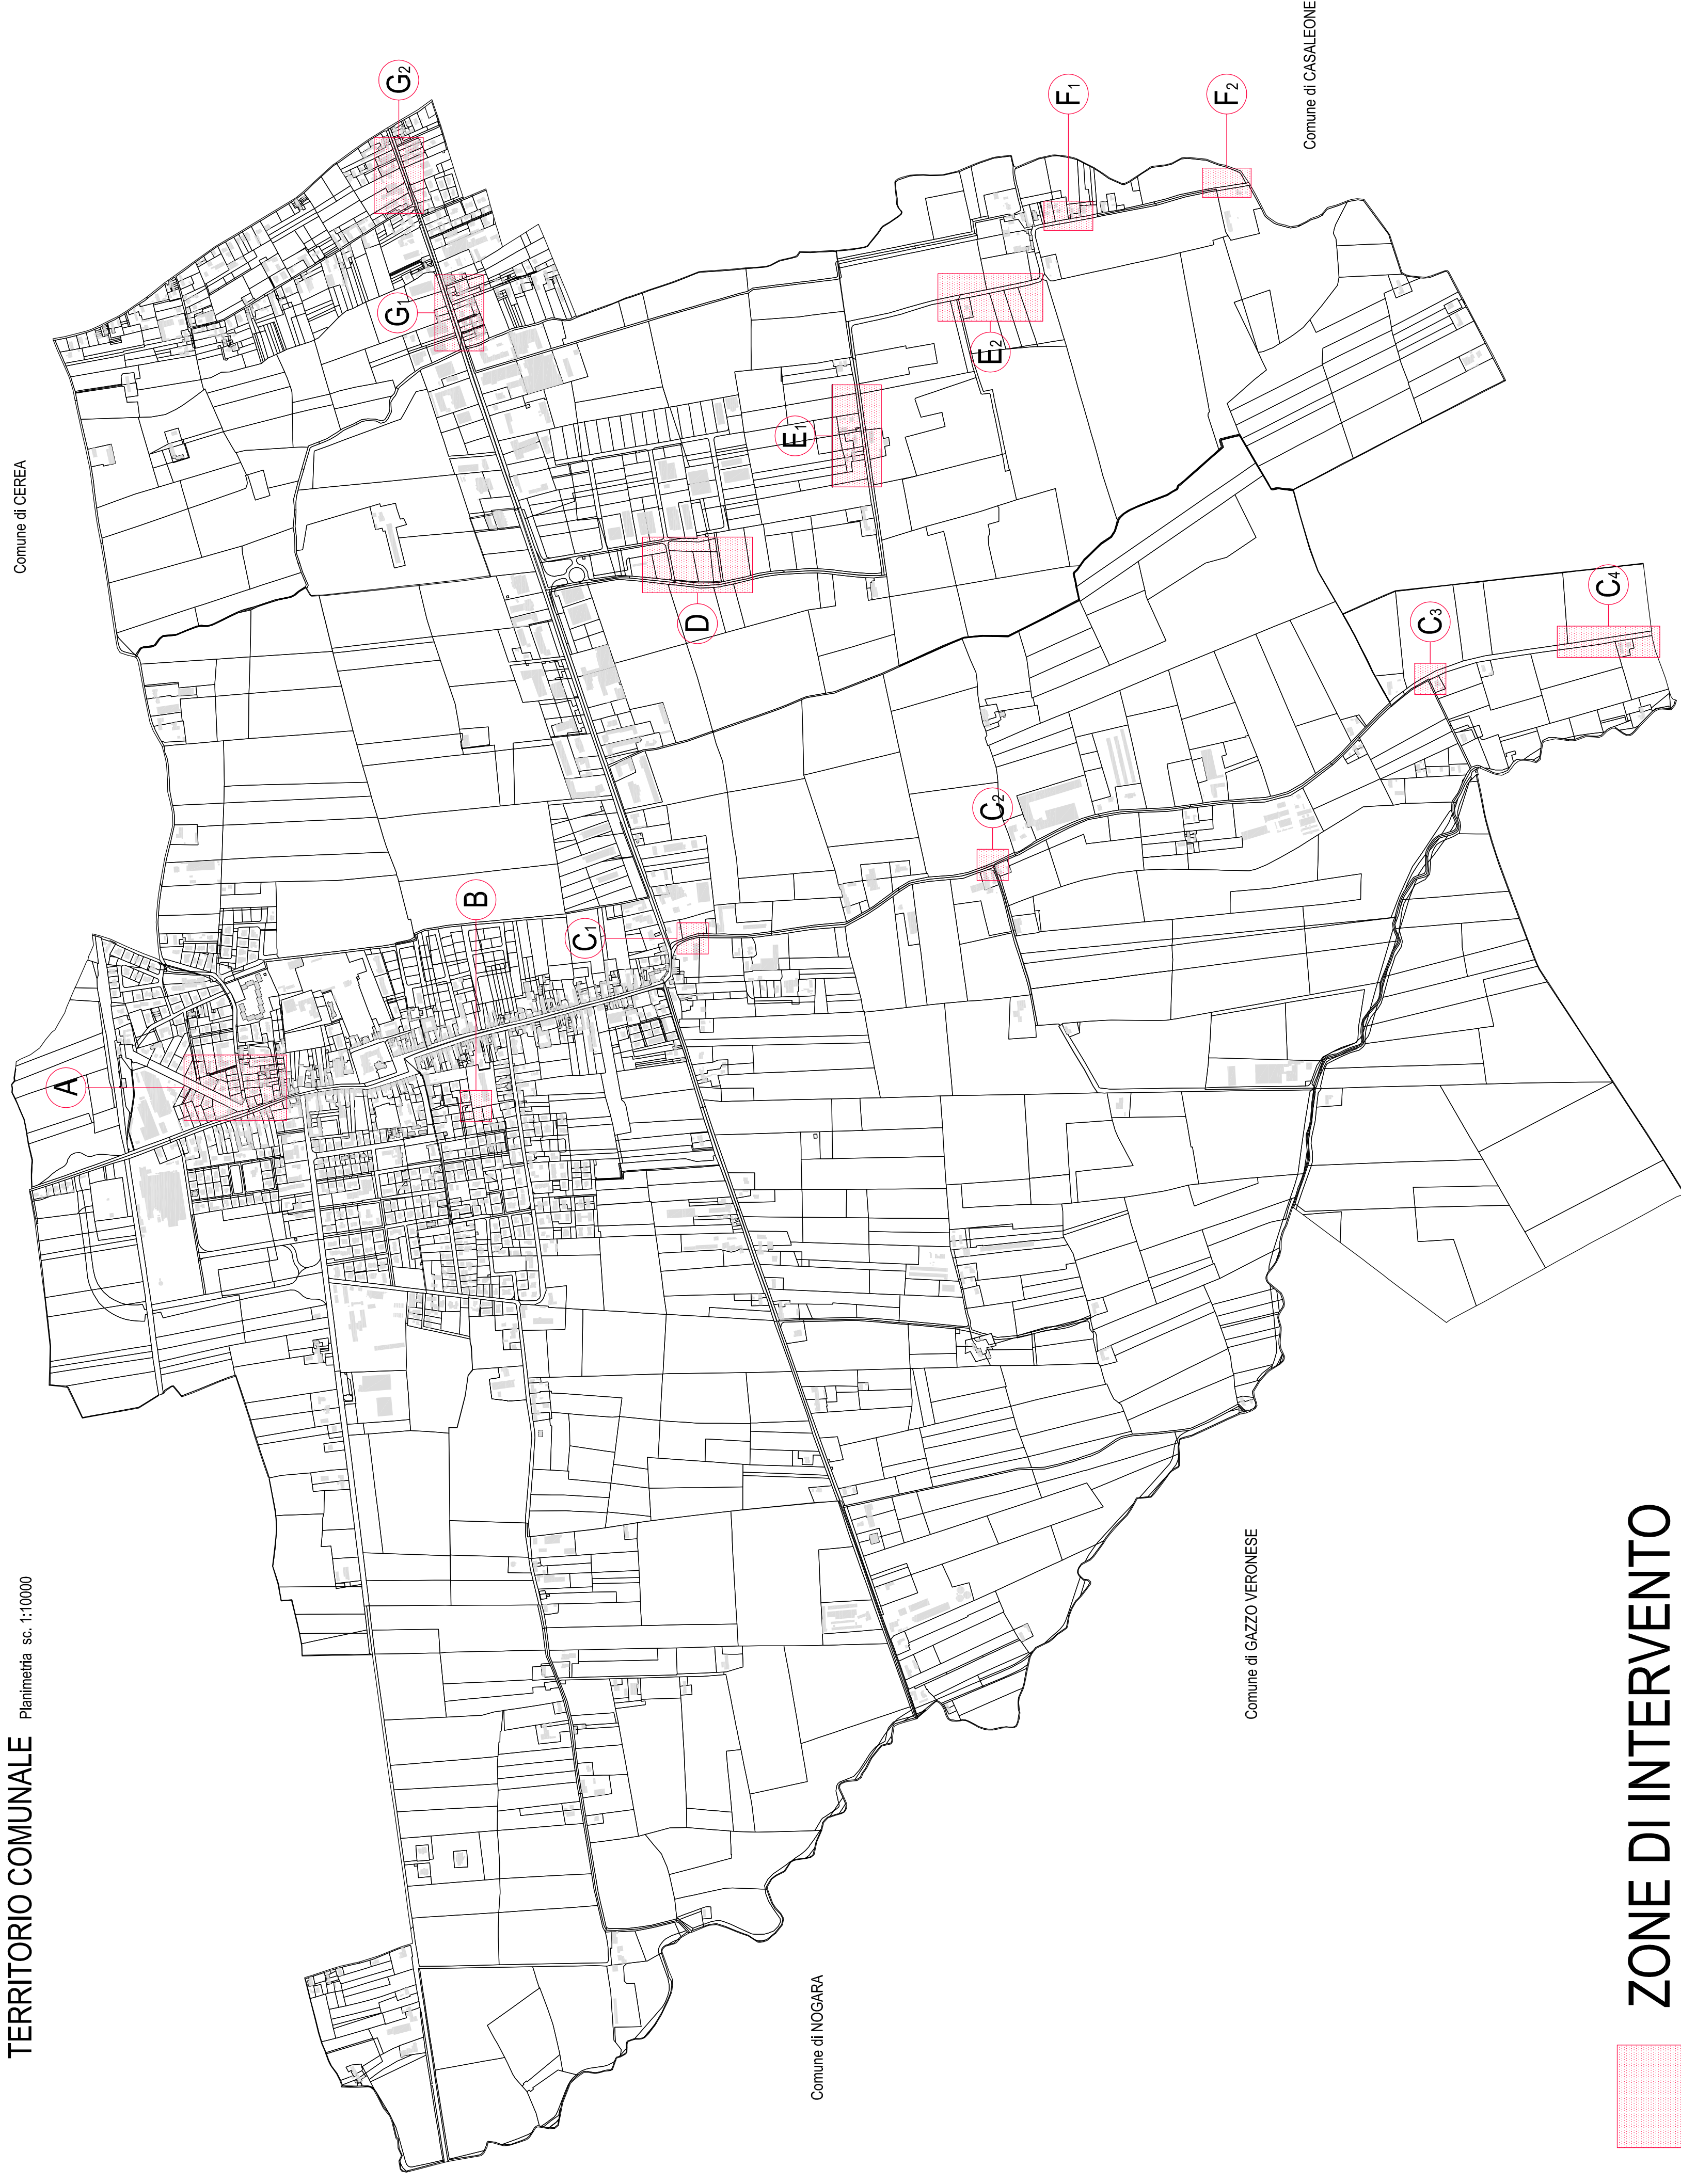 TERRITORIO COMUNALE Planimetria sc. 1:10000
Comune di CEREA
A
G2
G1
B
C1
D
E1
E2
F1
F2
C2
C3
C4
Comune di NOGARA
Comune di GAZZO VERONESE
Comune di CASALEONE
ZONE DI INTERVENTO